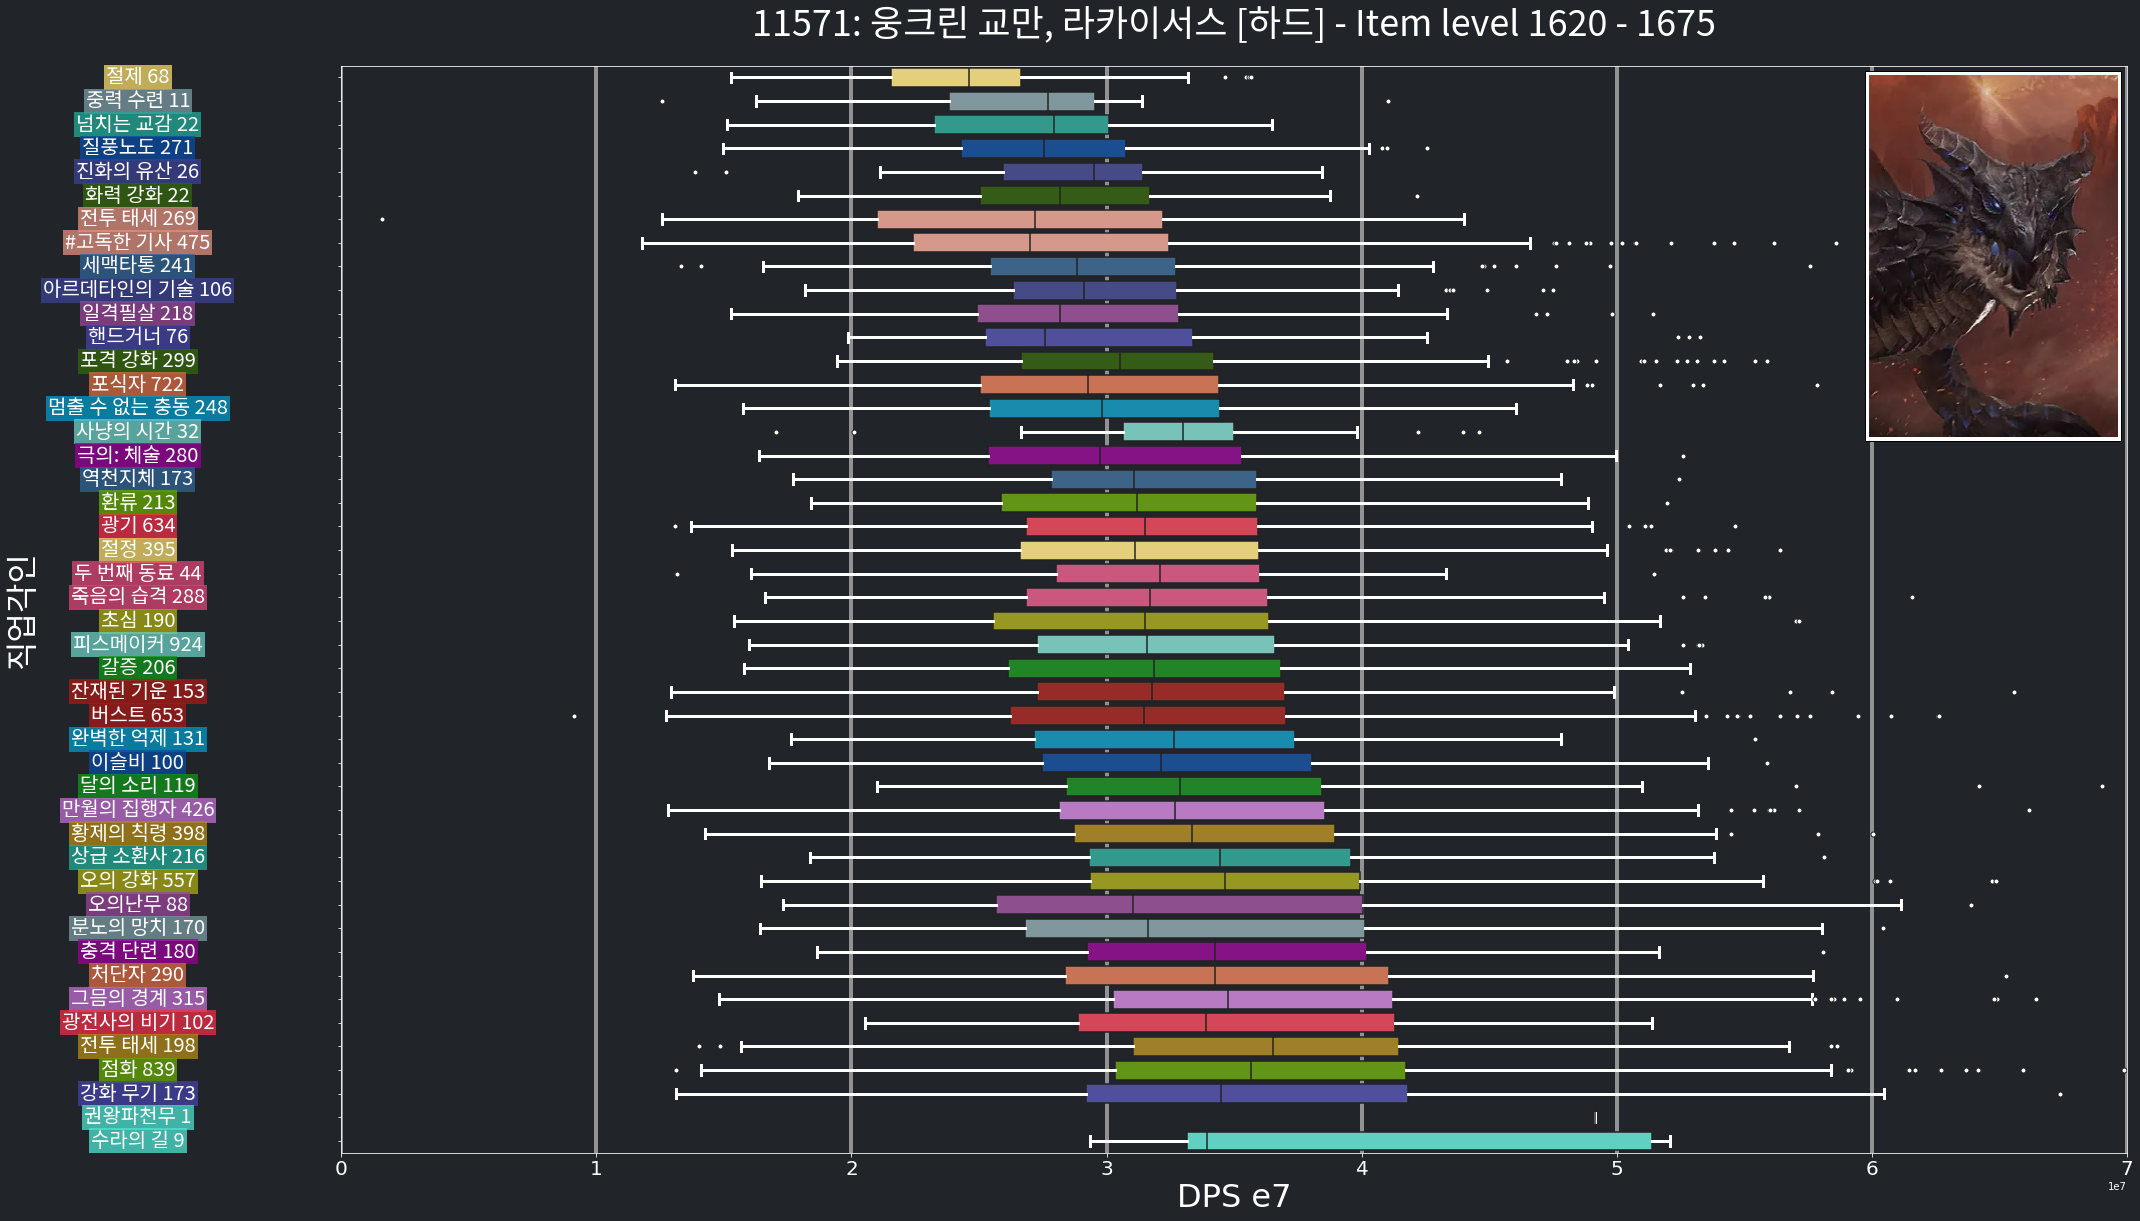 11571: 웅크린 교만, 라카이서스 [하드] - Item level 1620 - 1675
절제 68
중력 수련 11
넘치는 교감 22
질풍노도 271
진화의 유산 26
화력 강화 22
전투 태세 269
#고독한 기사 475
세맥타통 241
아르데타인의 기술 106
일격필살 218
핸드거너 76
포격 강화 299
포식자 722
멈출 수 없는 충동 248
사냥의 시간 32
극의: 체술 280
역천지체 173
환류 213
광기 634
절정 395
두 번째 동료 44
죽음의 습격 288
초심 190
피스메이커 924
갈증 206
잔재된 기운 153
버스트 653
완벽한 억제 131
이슬비 100
달의 소리 119
만월의 집행자 426
황제의 칙령 398
상급 소환사 216
오의 강화 557
오의난무 88
분노의 망치 170
충격 단련 180
처단자 290
그믐의 경계 315
광전사의 비기 102
전투 태세 198
점화 839
강화 무기 173
권왕파천무 1
수라의 길 9
직업각인
0 1 2 3 4 5 6 7
1e7
DPS e7